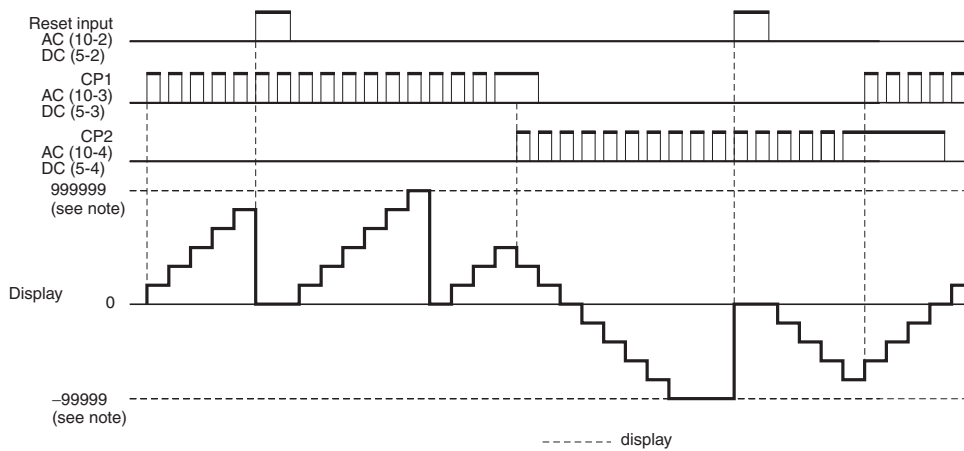 Reset input
AC (10-2)
DC (5-2)
CP1
AC (10-3)
DC (5-3)
CP2
AC (10-4)
DC (5-4)
999999
(see note)
Display 0
–99999
(see note)
display